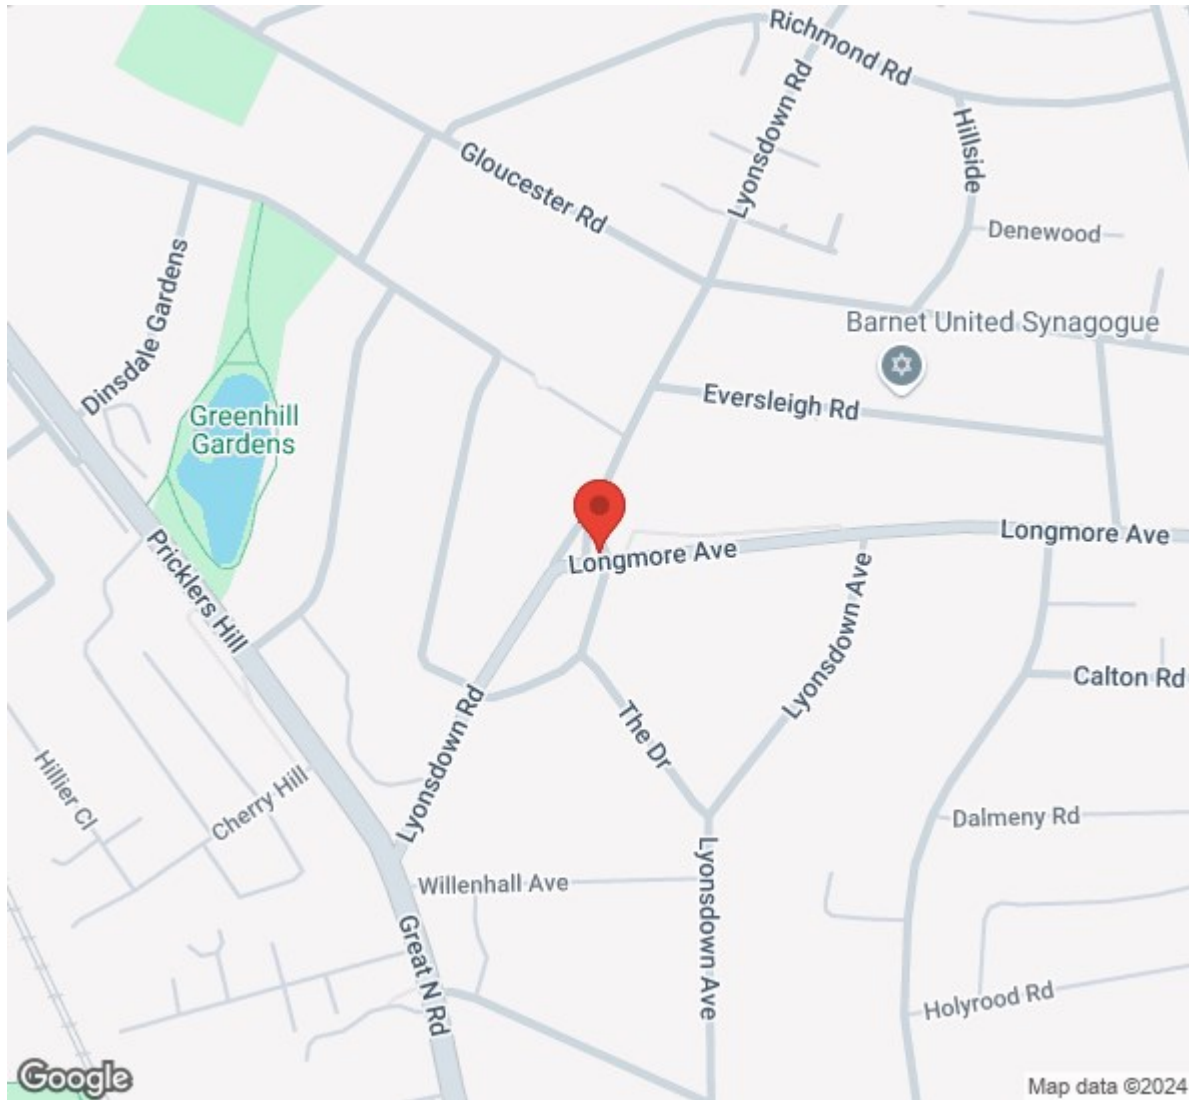 Richmond Rd
Lyonsdown Rd
Hillside
Gloucester Rd
Denewood
Dinsdale Gardens
Barnet United Synagogue
Eversleigh Rd
Greenhill
Gardens
Longmore Ave
Longmore Ave
Pricklers Hill
Lyonsdown Ave
Calton Rd
The Dr
Lyonsdown Rd
Hillier Cl
Cherry Hill
Dalmeny Rd
Willenhall Ave
Lyonsdown Ave
Great N Rd
Holyrood Rd
Google
Map data ©2024